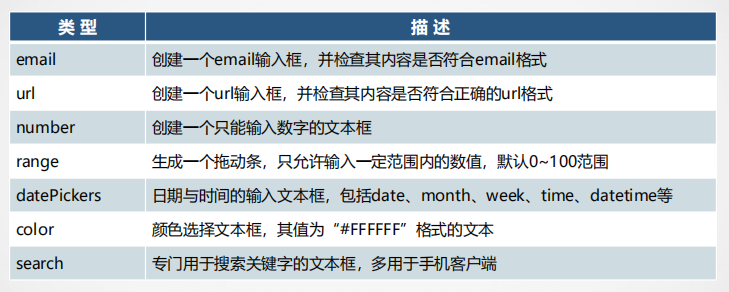 类 型 描 述
email 创建一个email输入框，并检查其内容是否符合email格式
url 创建一个url输入框，并检查其内容是否符合正确的url格式
number 创建一个只能输入数字的文本框
range 生成一个拖动条，只允许输入一定范围内的数值，默认0~100范围
datePickers 日期与时间的输入文本框，包括date、month、week、time、datetime等
color 颜色选择文本框，其值为“#FFFFFF”格式的文本
search 专门用于搜索关键字的文本框，多用于手机客户端